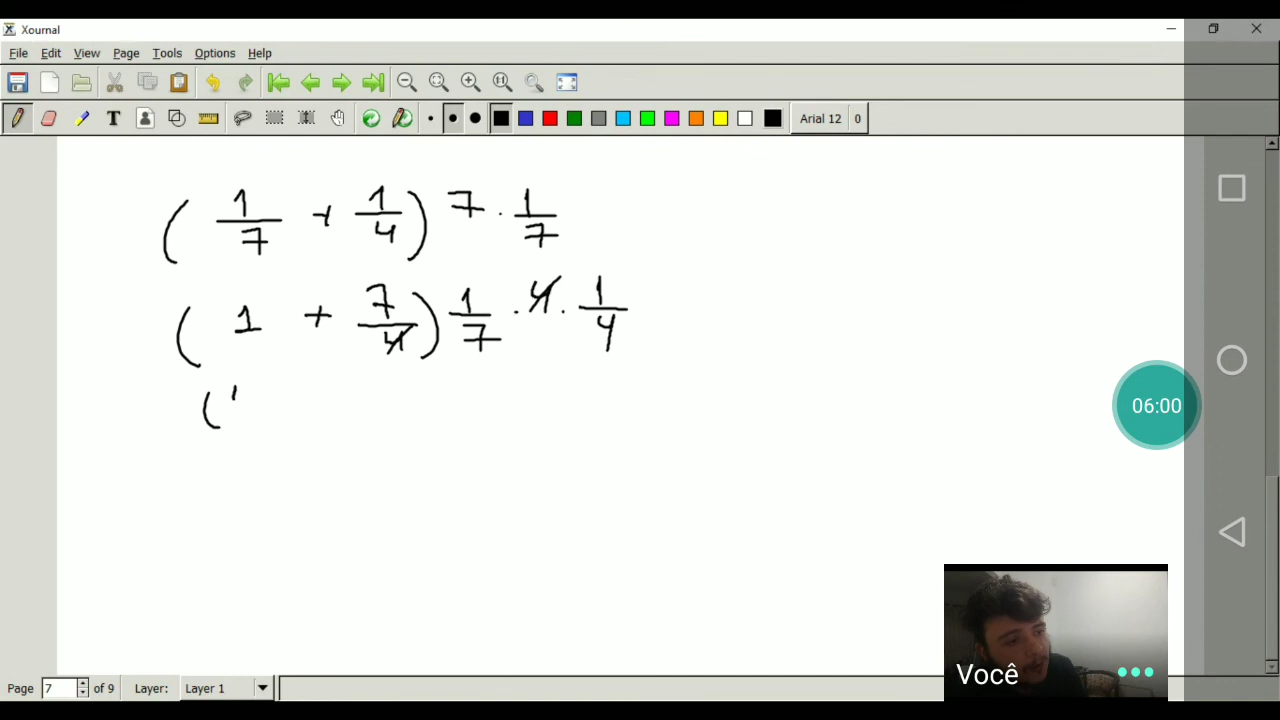 Xournal
File Edit View Page Tools Options Help
T Arial 12 0
( 1/7 + 1/4 ) 7 · 1/7
( 1 + 7/4 ) 1/7 · 4 · 1/4
06:00
( 1
Você
Page 7 of 9 Layer: Layer 1